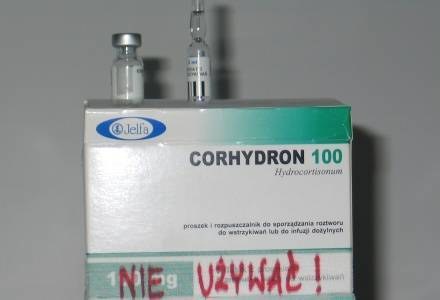 Jelfa
CORHYDRON 100
Hydrocortisonum
proszek i rozpuszczalnik do sporządzania roztworu
do wstrzykiwań lub do infuzji dożylnych
NIE UŻYWAĆ!